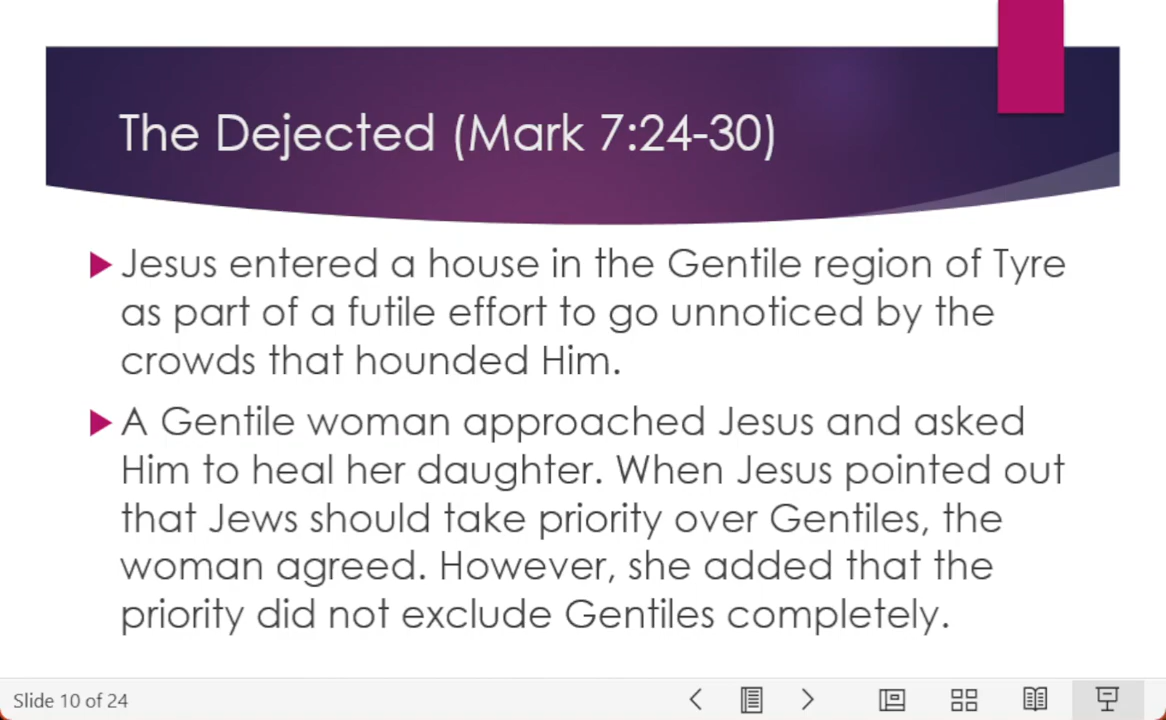 The Dejected (Mark 7:24-30)
Jesus entered a house in the Gentile region of Tyre
as part of a futile effort to go unnoticed by the
crowds that hounded Him.
A Gentile woman approached Jesus and asked
Him to heal her daughter. When Jesus pointed out
that Jews should take priority over Gentiles, the
woman agreed. However, she added that the
priority did not exclude Gentiles completely.
Slide 10 of 24